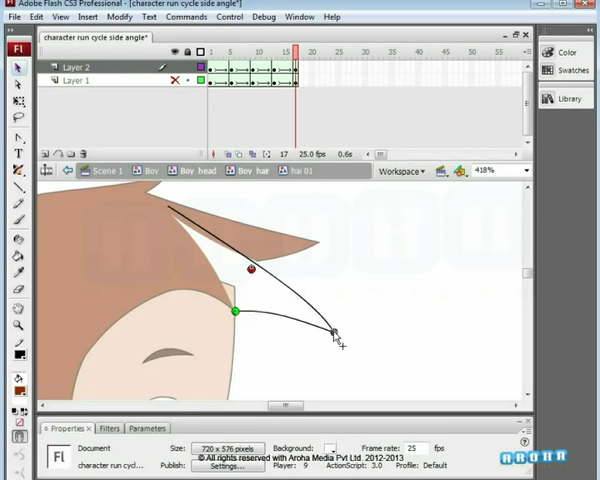 Adobe Flash CS3 Professional - [character run cycle side angle*]
File Edit View Insert Modify Text Commands Control Debug Window Help
character run cycle side angle*
1 5 10 15 20 25 30 35 40 45 50 55
Layer 2
Layer 1
17 25.0 fps 0.6s
Scene 1 Boy Boy head Boy har hai 01 Workspace 418%
Fl
Color
Swatches
Library
Properties × Filters Parameters
Fl Document Size: 720 x 576 pixels Background: Frame rate: 25 fps
© All rights reserved with Aroha Media Pvt Ltd. 2012-2013
character run cycl... Publish: Settings... Player: 9 ActionScript: 3.0 Profile: Default
AROHA